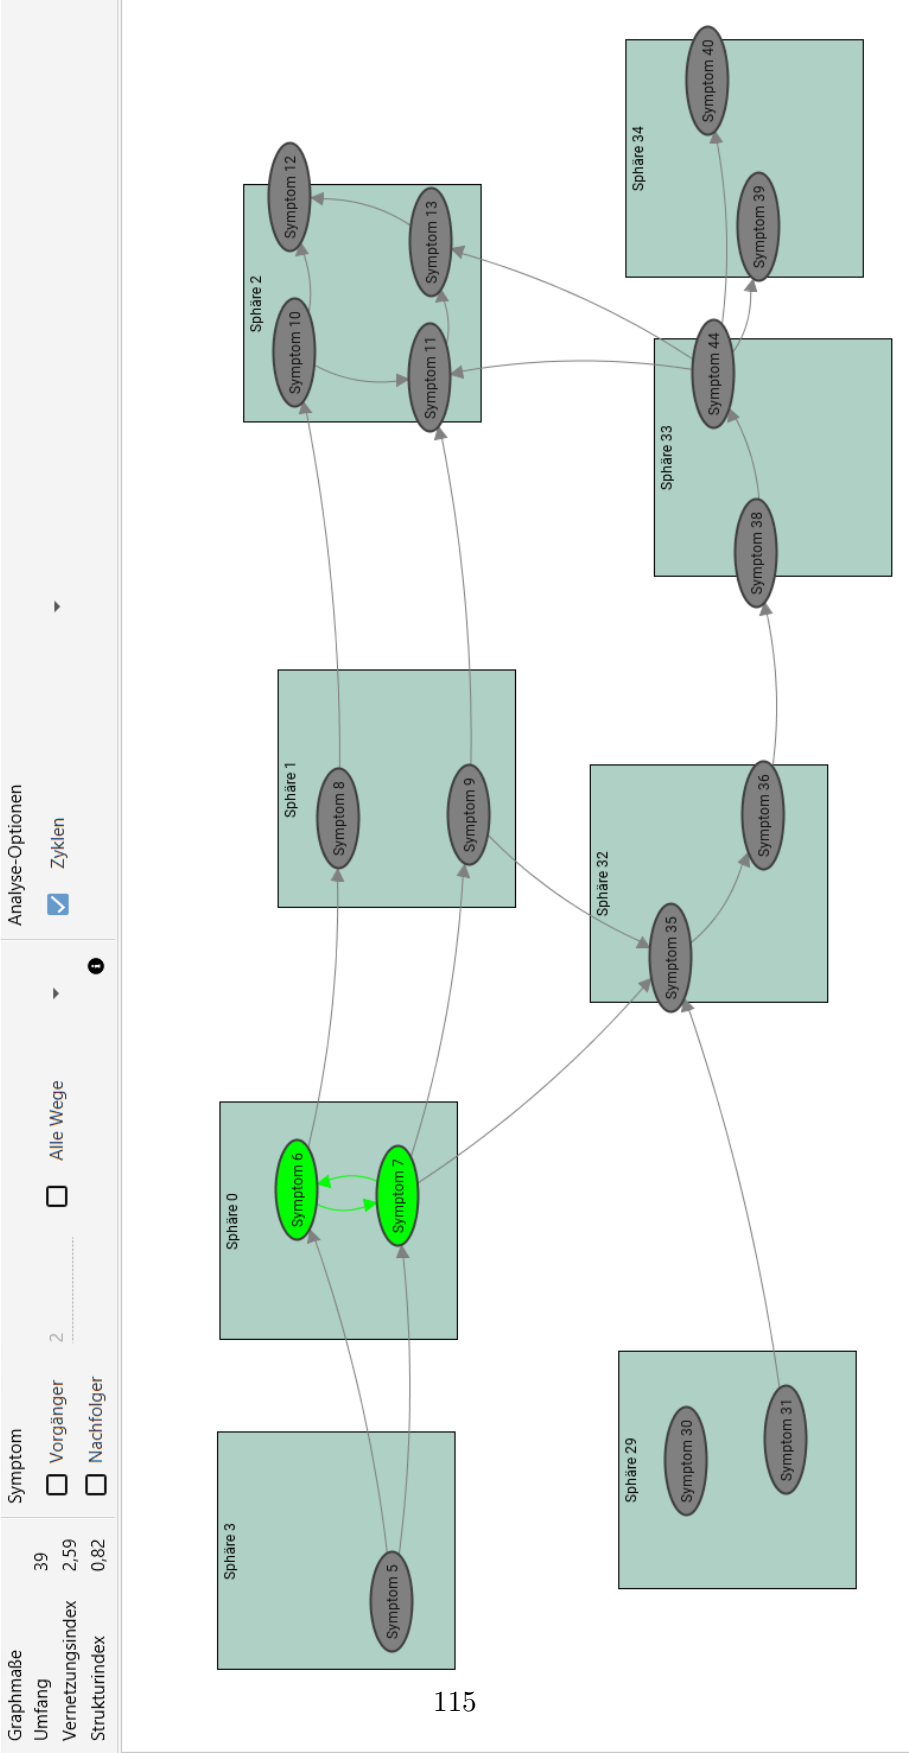 Graphmaße
Umfang 39
Vernetzungsindex 2,59
Strukturindex 0,82
Symptom
Vorgänger 2
Nachfolger
Alle Wege
Analyse-Optionen
Zyklen
Sphäre 3
Symptom 5
Sphäre 0
Symptom 6
Symptom 7
Sphäre 1
Symptom 8
Symptom 9
Sphäre 2
Symptom 10
Symptom 12
Symptom 11
Symptom 13
Sphäre 29
Symptom 30
Symptom 31
Sphäre 32
Symptom 35
Symptom 36
Sphäre 33
Symptom 38
Symptom 44
Sphäre 34
Symptom 39
Symptom 40
115